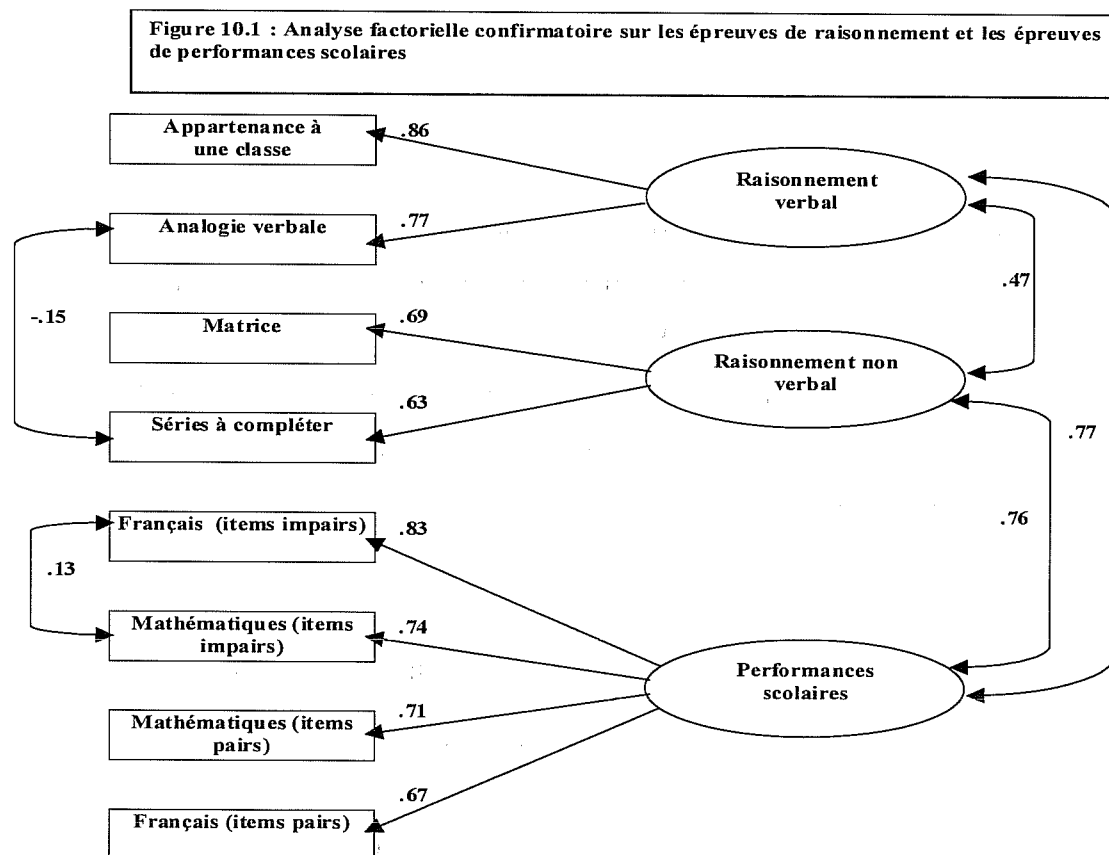 Figure 10.1 : Analyse factorielle confirmatoire sur les épreuves de raisonnement et les épreuves
de performances scolaires
Appartenance à
une classe
.86
Raisonnement
verbal
Analogie verbale
.77
.47
-.15
Matrice
.69
Raisonnement non
verbal
Séries à compléter
.63
.77
.76
Français (items impairs)
.83
.13
Mathématiques (items
impairs)
.74
Performances
scolaires
Mathématiques (items
pairs)
.71
Français (items pairs)
.67